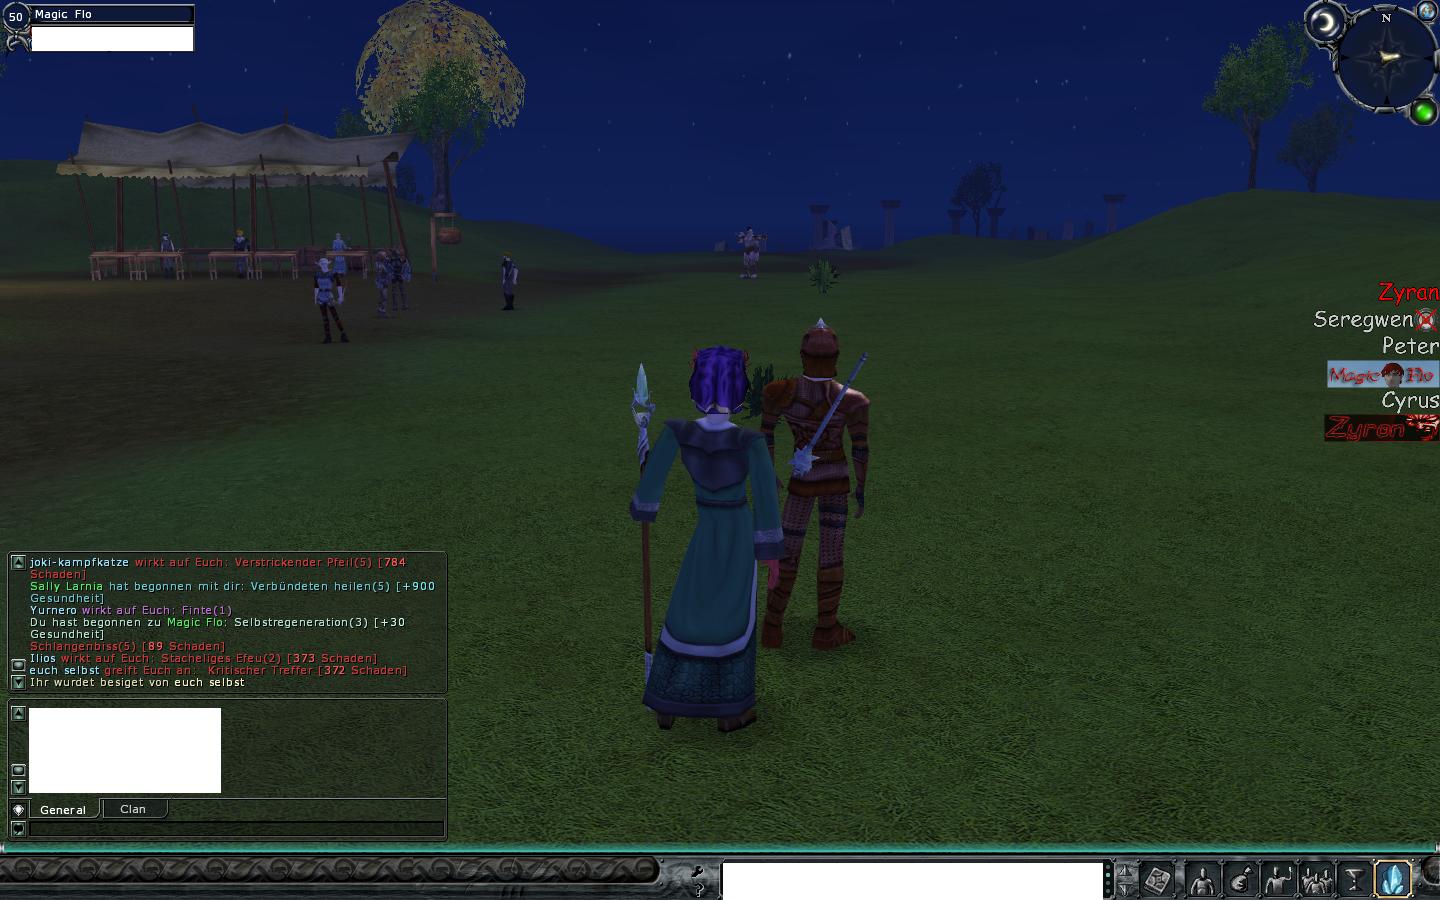 50 Magic Flo
N
Zyran
Seregwen
Peter
Magic Flo
Cyrus
Zyron
joki-kampfkatze wirkt auf Euch: Verstrickender Pfeil(5) [784
Schaden]
Sally Larnia hat begonnen mit dir: Verbündeten heilen(5) [+900
Gesundheit]
Yurnero wirkt auf Euch: Finte(1)
Du hast begonnen zu Magic Flo: Selbstregeneration(3) [+30
Gesundheit]
Schlangenbiss(5) [89 Schaden]
Ilios wirkt auf Euch: Stacheliges Efeu(2) [373 Schaden]
euch selbst greift Euch an:  Kritischer Treffer [372 Schaden]
Ihr wurdet besiget von euch selbst
General Clan
?